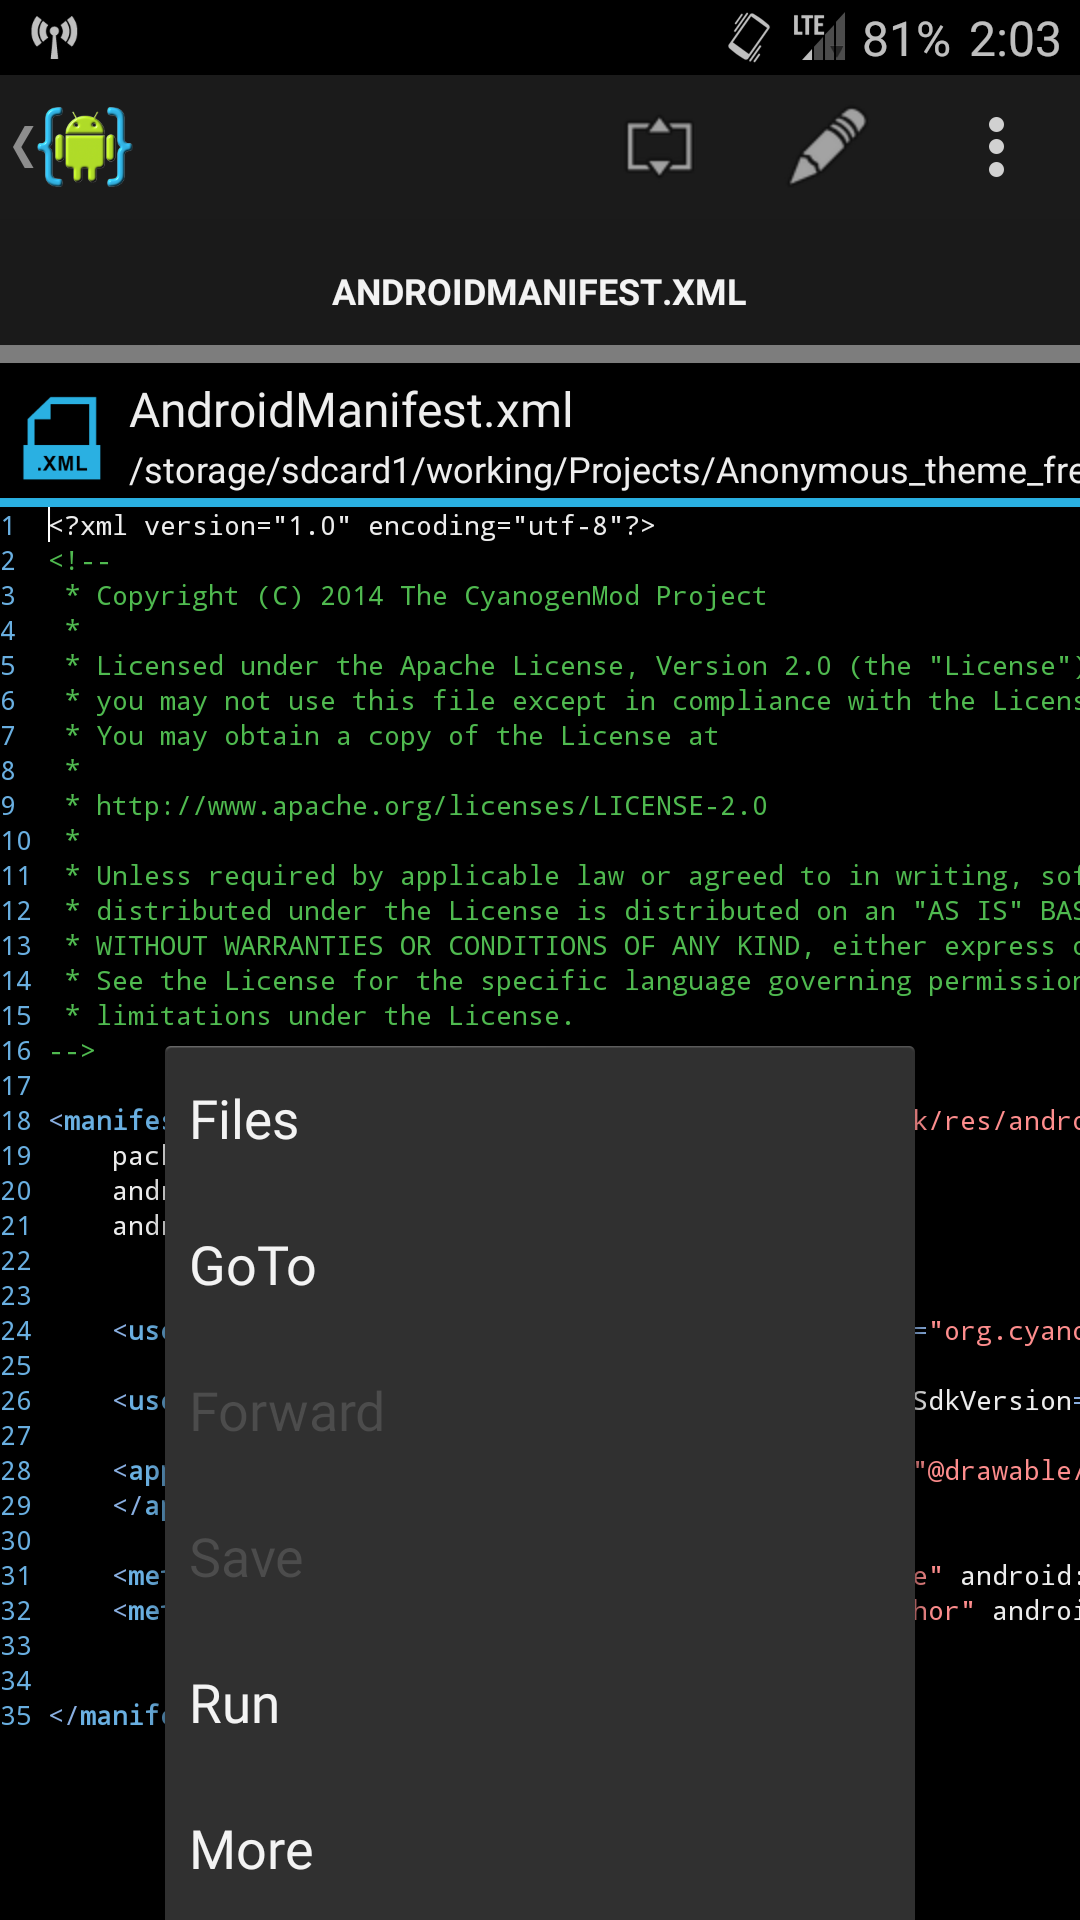 LTE 81% 2:03
ANDROIDMANIFEST.XML
AndroidManifest.xml
.XML
/storage/sdcard1/working/Projects/Anonymous_theme_fre
1 <?xml version="1.0" encoding="utf-8"?>
2 <!--
3 * Copyright (C) 2014 The CyanogenMod Project
4 *
5 * Licensed under the Apache License, Version 2.0 (the "License")
6 * you may not use this file except in compliance with the Licens
7 * You may obtain a copy of the License at
8 *
9 * http://www.apache.org/licenses/LICENSE-2.0
10 *
11 * Unless required by applicable law or agreed to in writing, sof
12 * distributed under the License is distributed on an "AS IS" BAS
13 * WITHOUT WARRANTIES OR CONDITIONS OF ANY KIND, either express o
14 * See the License for the specific language governing permission
15 * limitations under the License.
16 -->
17
18 <manifes k/res/andro
19 pac
20 and
21 and
22
23
24 <us ="org.cyano
25
26 <us SdkVersion=
27
28 <ap "@drawable/
29 </a
30
31 <me e" android:
32 <me hor" androi
33
34
35 </manif
Files
GoTo
Forward
Save
Run
More